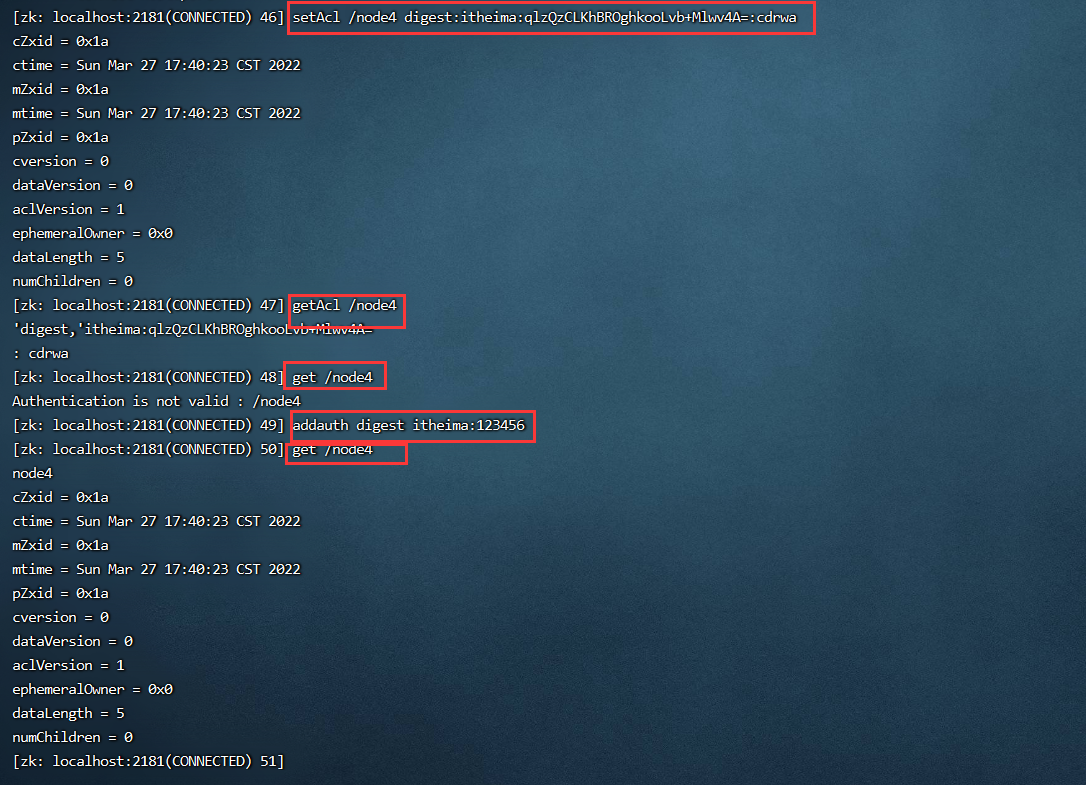 [zk: localhost:2181(CONNECTED) 46] setAcl /node4 digest:itheima:qlzQzCLKhBROghkooLvb+Mlwv4A=:cdrwa
cZxid = 0x1a
ctime = Sun Mar 27 17:40:23 CST 2022
mZxid = 0x1a
mtime = Sun Mar 27 17:40:23 CST 2022
pZxid = 0x1a
cversion = 0
dataVersion = 0
aclVersion = 1
ephemeralOwner = 0x0
dataLength = 5
numChildren = 0
[zk: localhost:2181(CONNECTED) 47] getAcl /node4
'digest,'itheima:qlzQzCLKhBROghkooLvb+Mlwv4A=
: cdrwa
[zk: localhost:2181(CONNECTED) 48] get /node4
Authentication is not valid : /node4
[zk: localhost:2181(CONNECTED) 49] addauth digest itheima:123456
[zk: localhost:2181(CONNECTED) 50] get /node4
node4
cZxid = 0x1a
ctime = Sun Mar 27 17:40:23 CST 2022
mZxid = 0x1a
mtime = Sun Mar 27 17:40:23 CST 2022
pZxid = 0x1a
cversion = 0
dataVersion = 0
aclVersion = 1
ephemeralOwner = 0x0
dataLength = 5
numChildren = 0
[zk: localhost:2181(CONNECTED) 51]